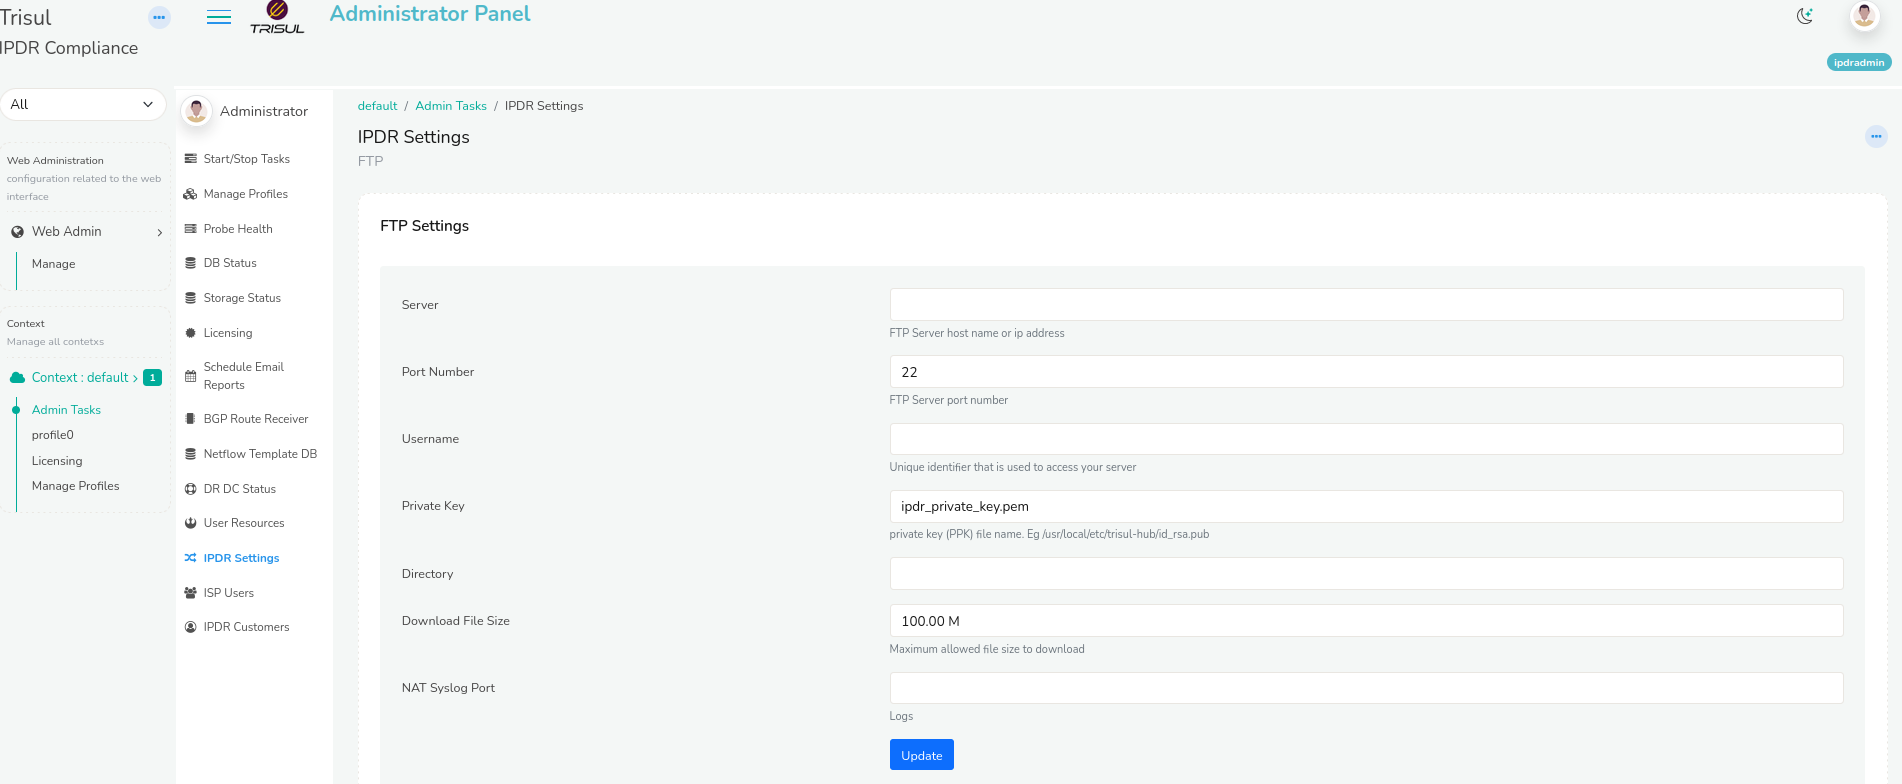 Trisul
IPDR Compliance
TRISUL
Administrator Panel
ipdradmin
All
Web Administration
configuration related to the web
interface
Web Admin
Manage
Context
Manage all contetxs
Context : default
1
Admin Tasks
profile0
Licensing
Manage Profiles
Administrator
Start/Stop Tasks
Manage Profiles
Probe Health
DB Status
Storage Status
Licensing
Schedule Email
Reports
BGP Route Receiver
Netflow Template DB
DR DC Status
User Resources
IPDR Settings
ISP Users
IPDR Customers
default / Admin Tasks / IPDR Settings
IPDR Settings
FTP
FTP Settings
Server
FTP Server host name or ip address
Port Number
22
FTP Server port number
Username
Unique identifier that is used to access your server
Private Key
ipdr_private_key.pem
private key (PPK) file name. Eg /usr/local/etc/trisul-hub/id_rsa.pub
Directory
Download File Size
100.00 M
Maximum allowed file size to download
NAT Syslog Port
Logs
Update